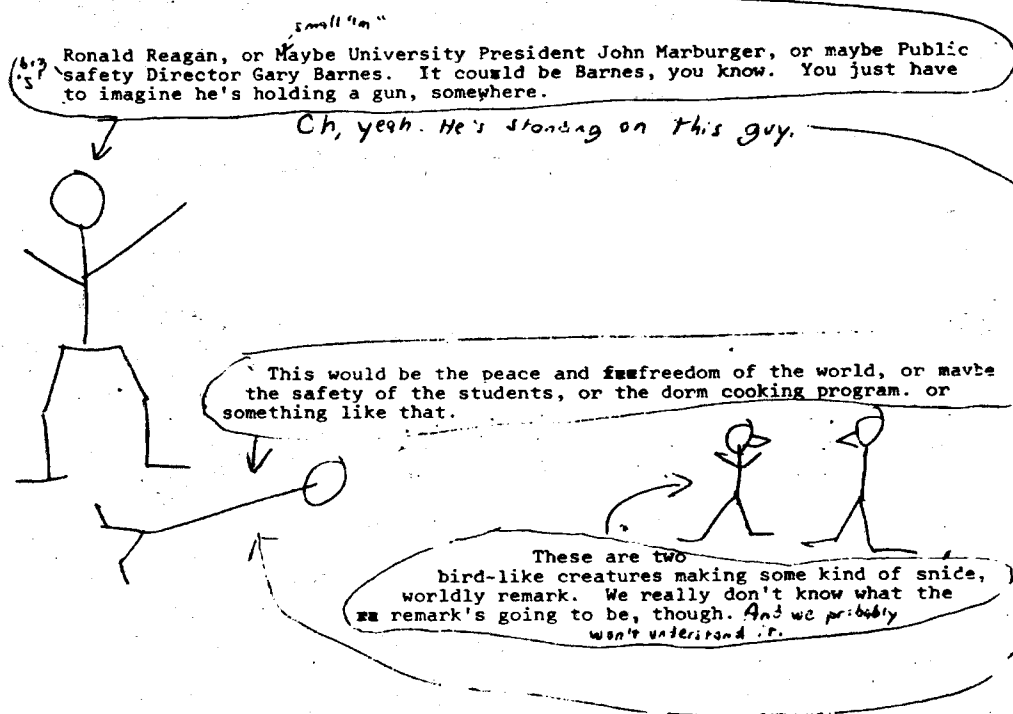 small "m"
Ronald Reagan, or Maybe University President John Marburger, or maybe Public
big 's'
safety Director Gary Barnes. It could be Barnes, you know. You just have
to imagine he's holding a gun, somewhere.
Oh, yeah. He's standing on this guy.
This would be the peace and freedom of the world, or maybe
the safety of the students, or the dorm cooking program. or
something like that.
These are two
bird-like creatures making some kind of snide,
worldly remark. We really don't know what the
remark's going to be, though. And we probably
won't understand it.